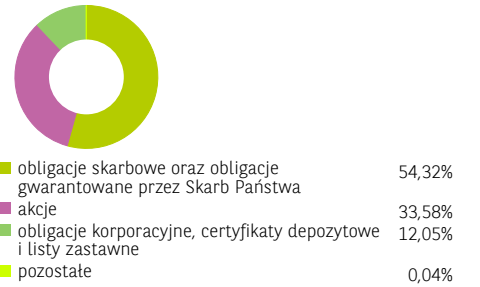 obligacje skarbowe oraz obligacje
gwarantowane przez Skarb Państwa 54,32%
akcje 33,58%
obligacje korporacyjne, certyfikaty depozytowe 12,05%
i listy zastawne
pozostałe 0,04%